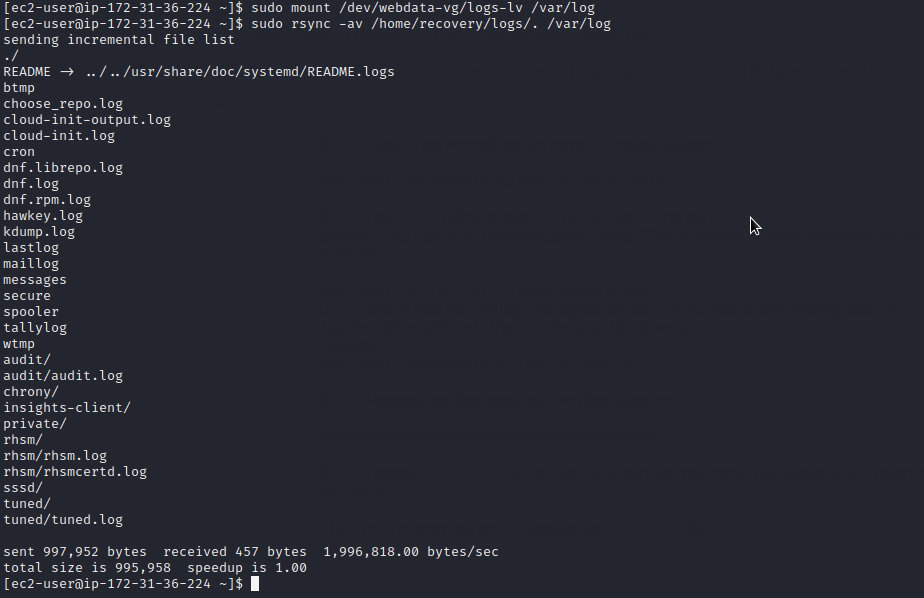 [ec2-user@ip-172-31-36-224 ~]$ sudo mount /dev/webdata-vg/logs-lv /var/log
[ec2-user@ip-172-31-36-224 ~]$ sudo rsync -av /home/recovery/logs/. /var/log
sending incremental file list
./
README -> ../../usr/share/doc/systemd/README.logs
btmp
choose_repo.log
cloud-init-output.log
cloud-init.log
cron
dnf.librepo.log
dnf.log
dnf.rpm.log
hawkey.log
kdump.log
lastlog
maillog
messages
secure
spooler
tallylog
wtmp
audit/
audit/audit.log
chrony/
insights-client/
private/
rhsm/
rhsm/rhsm.log
rhsm/rhsmcertd.log
sssd/
tuned/
tuned/tuned.log
sent 997,952 bytes  received 457 bytes  1,996,818.00 bytes/sec
total size is 995,958  speedup is 1.00
[ec2-user@ip-172-31-36-224 ~]$